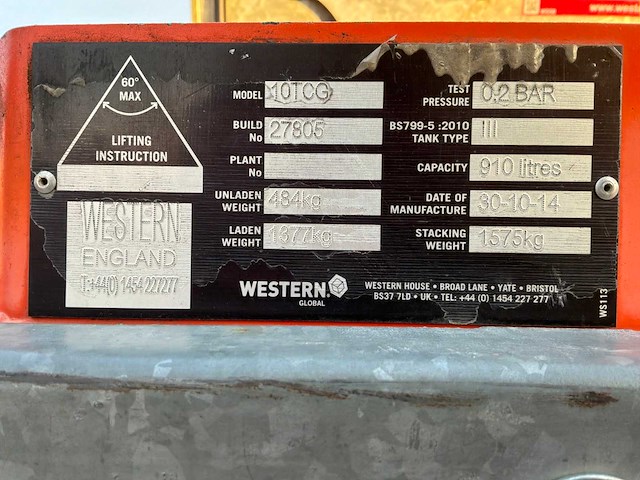 www.west
60°
MAX
LIFTING
INSTRUCTION
WESTERN
ENGLAND
T:+44(0) 1454 227277
MODEL 10TCG
BUILD No 27805
PLANT No
UNLADEN WEIGHT 484kg
LADEN WEIGHT 1377kg
TEST PRESSURE 0.2 BAR
BS799-5 :2010 TANK TYPE III
CAPACITY 910 litres
DATE OF MANUFACTURE 30-10-14
STACKING WEIGHT 1575kg
WESTERN
GLOBAL
WESTERN HOUSE • BROAD LANE • YATE • BRISTOL
BS37 7LD • UK • TEL: +44 (0) 1454 227 277
WS113